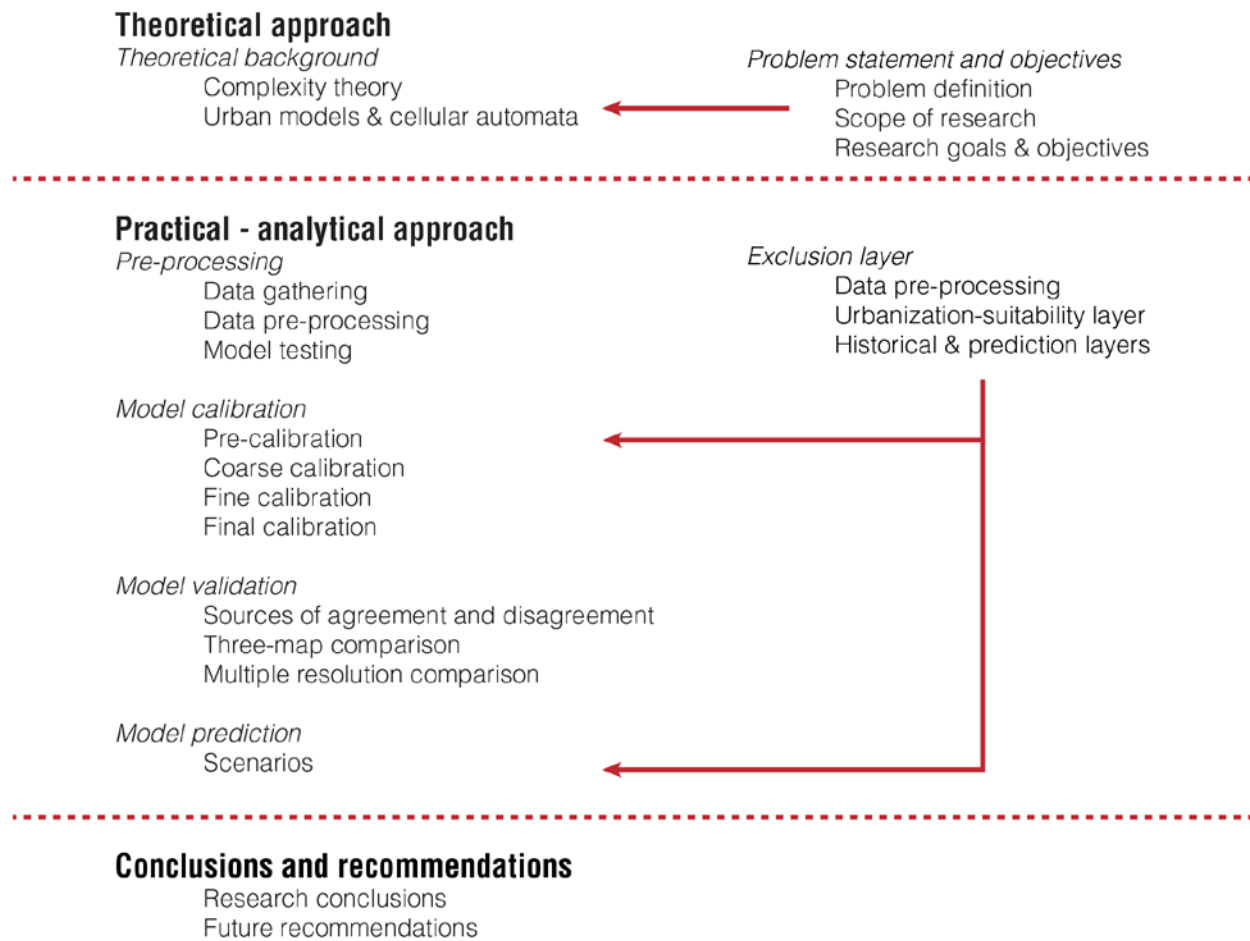 Theoretical approach
Theoretical background
Complexity theory
Urban models & cellular automata
Problem statement and objectives
Problem definition
Scope of research
Research goals & objectives
Practical - analytical approach
Pre-processing
Data gathering
Data pre-processing
Model testing
Exclusion layer
Data pre-processing
Urbanization-suitability layer
Historical & prediction layers
Model calibration
Pre-calibration
Coarse calibration
Fine calibration
Final calibration
Model validation
Sources of agreement and disagreement
Three-map comparison
Multiple resolution comparison
Model prediction
Scenarios
Conclusions and recommendations
Research conclusions
Future recommendations